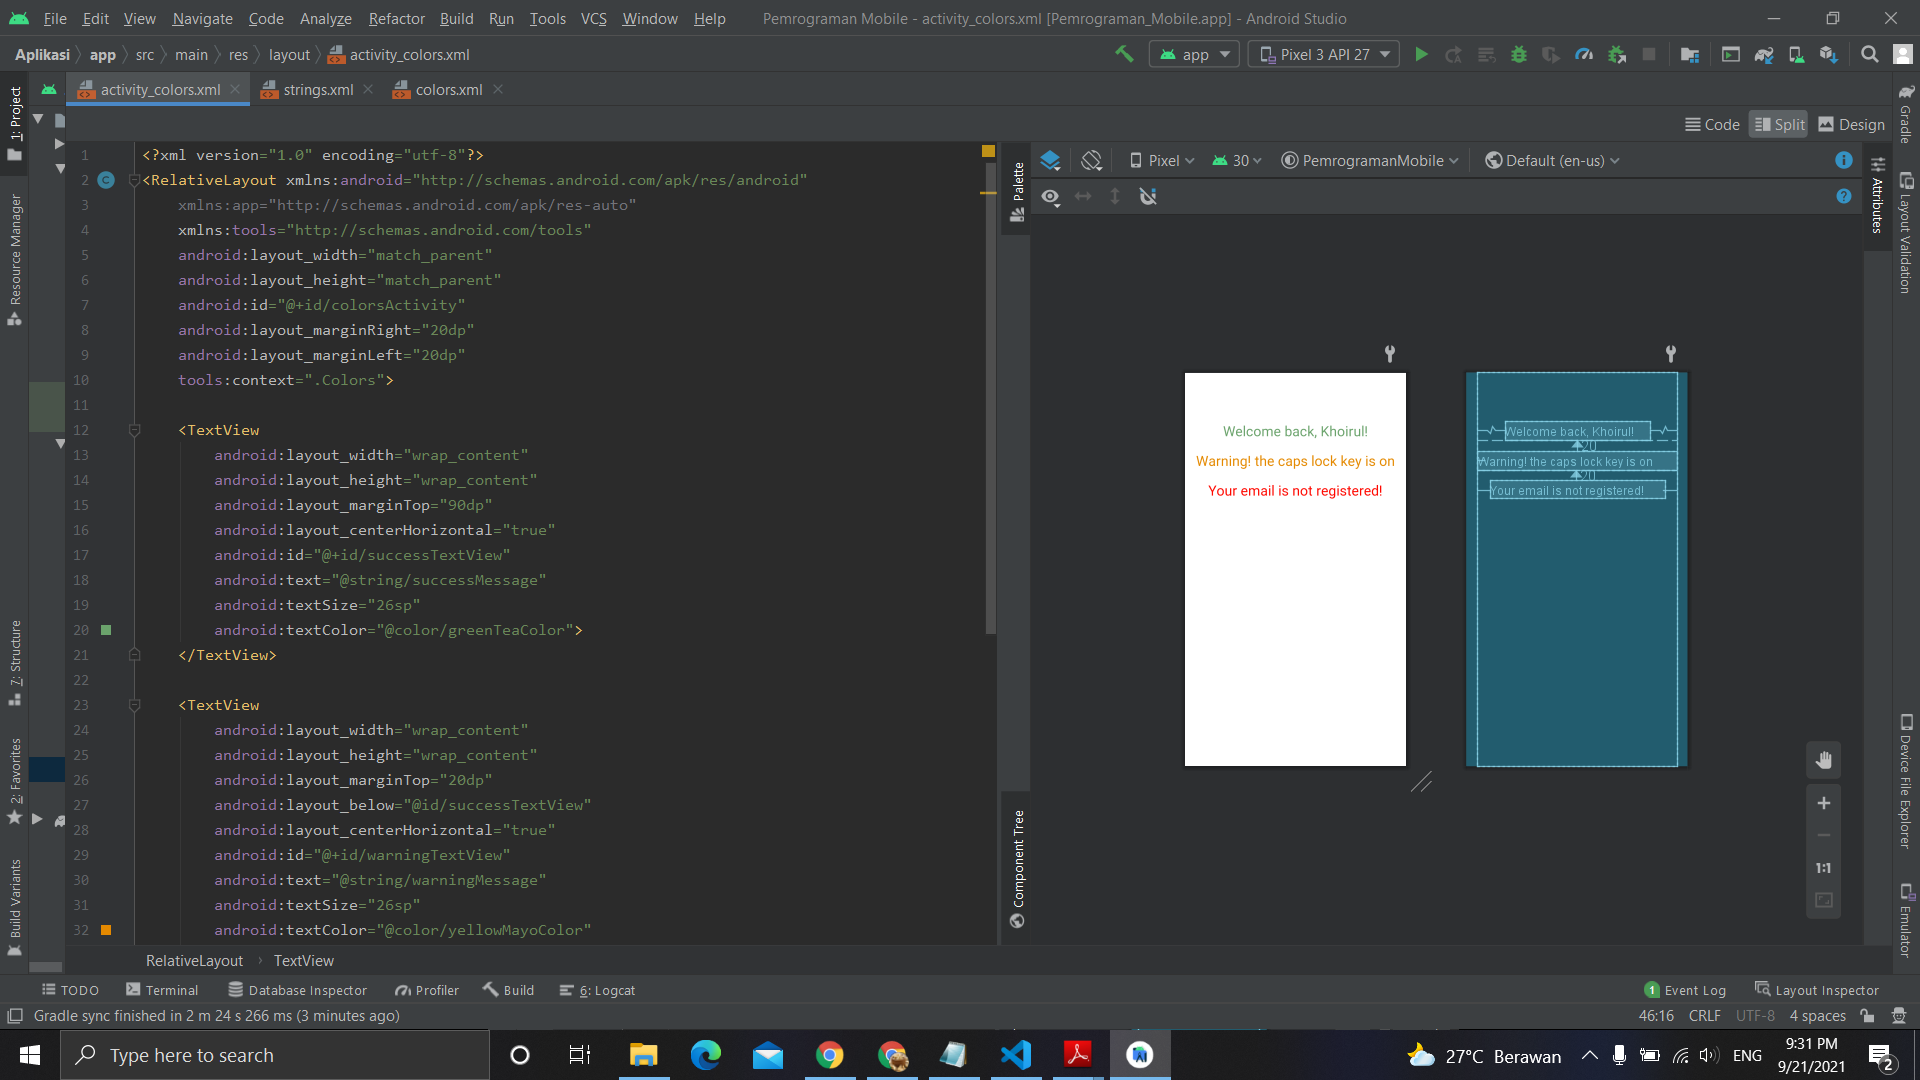 File Edit View Navigate Code Analyze Refactor Build Run Tools VCS Window Help Pemrograman Mobile - activity_colors.xml [Pemrograman_Mobile.app] - Android Studio
Aplikasi app src main res layout activity_colors.xml app Pixel 3 API 27
activity_colors.xml strings.xml colors.xml
Code Split Design
Pixel 30 PemrogramanMobile Default (en-us)
1 <?xml version="1.0" encoding="utf-8"?>
2 <RelativeLayout xmlns:android="http://schemas.android.com/apk/res/android"
3 xmlns:app="http://schemas.android.com/apk/res-auto"
4 xmlns:tools="http://schemas.android.com/tools"
5 android:layout_width="match_parent"
6 android:layout_height="match_parent"
7 android:id="@+id/colorsActivity"
8 android:layout_marginRight="20dp"
9 android:layout_marginLeft="20dp"
10 tools:context=".Colors">
11
12 <TextView
13 android:layout_width="wrap_content"
14 android:layout_height="wrap_content"
15 android:layout_marginTop="90dp"
16 android:layout_centerHorizontal="true"
17 android:id="@+id/successTextView"
18 android:text="@string/successMessage"
19 android:textSize="26sp"
20 android:textColor="@color/greenTeaColor">
21 </TextView>
22
23 <TextView
24 android:layout_width="wrap_content"
25 android:layout_height="wrap_content"
26 android:layout_marginTop="20dp"
27 android:layout_below="@id/successTextView"
28 android:layout_centerHorizontal="true"
29 android:id="@+id/warningTextView"
30 android:text="@string/warningMessage"
31 android:textSize="26sp"
32 android:textColor="@color/yellowMayoColor"
RelativeLayout TextView
1: Project
Resource Manager
7: Structure
2: Favorites
Build Variants
Palette
Component Tree
Welcome back, Khoirul!
Warning! the caps lock key is on
Your email is not registered!
Welcome back, Khoirul!
20
Warning! the caps lock key is on
20
Your email is not registered!
1:1
Attributes
Gradle
Layout Validation
Device File Explorer
Emulator
TODO Terminal Database Inspector Profiler Build 6: Logcat 1 Event Log Layout Inspector
Gradle sync finished in 2 m 24 s 266 ms (3 minutes ago) 46:16 CRLF UTF-8 4 spaces
Type here to search 27°C Berawan ENG 9:31 PM
9/21/2021 2